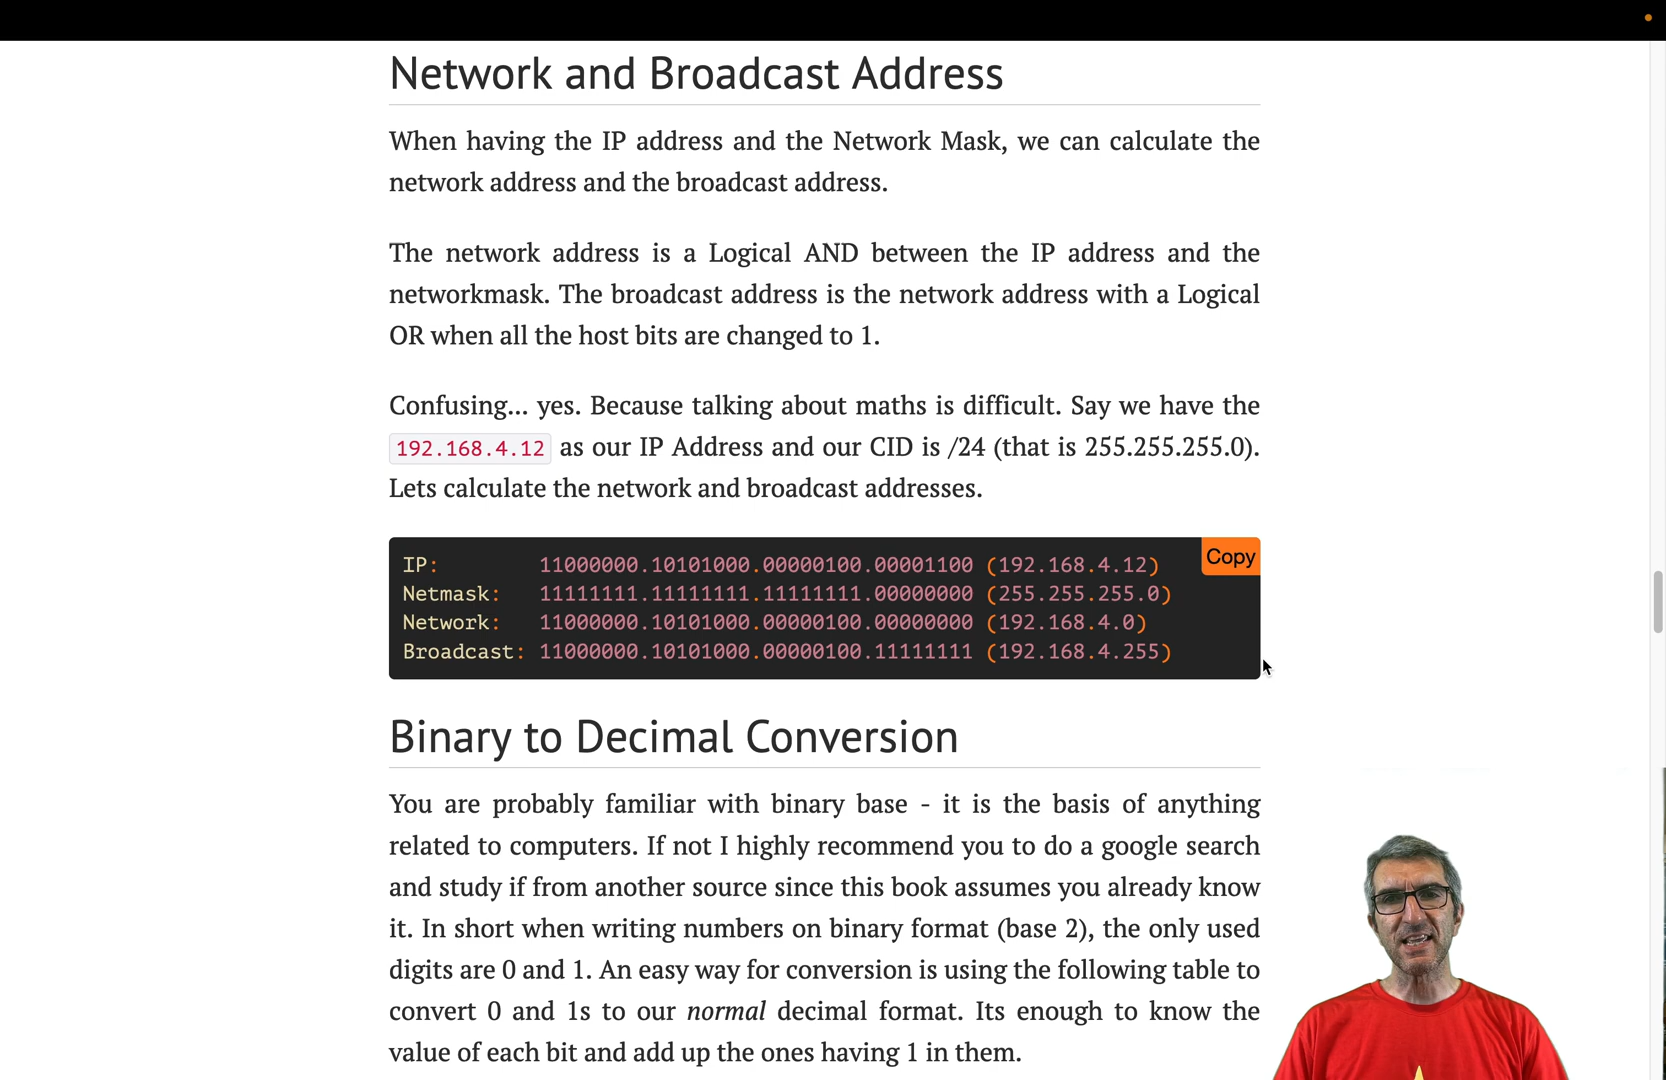 Network and Broadcast Address
When having the IP address and the Network Mask, we can calculate the
network address and the broadcast address.
The network address is a Logical AND between the IP address and the
networkmask. The broadcast address is the network address with a Logical
OR when all the host bits are changed to 1.
Confusing... yes. Because talking about maths is difficult. Say we have the
192.168.4.12 as our IP Address and our CID is /24 (that is 255.255.255.0).
Lets calculate the network and broadcast addresses.
Copy
IP: 11000000.10101000.00000100.00001100 (192.168.4.12)
Netmask: 11111111.11111111.11111111.00000000 (255.255.255.0)
Network: 11000000.10101000.00000100.00000000 (192.168.4.0)
Broadcast: 11000000.10101000.00000100.11111111 (192.168.4.255)
Binary to Decimal Conversion
You are probably familiar with binary base - it is the basis of anything
related to computers. If not I highly recommend you to do a google search
and study if from another source since this book assumes you already know
it. In short when writing numbers on binary format (base 2), the only used
digits are 0 and 1. An easy way for conversion is using the following table to
convert 0 and 1s to our normal decimal format. Its enough to know the
value of each bit and add up the ones having 1 in them.